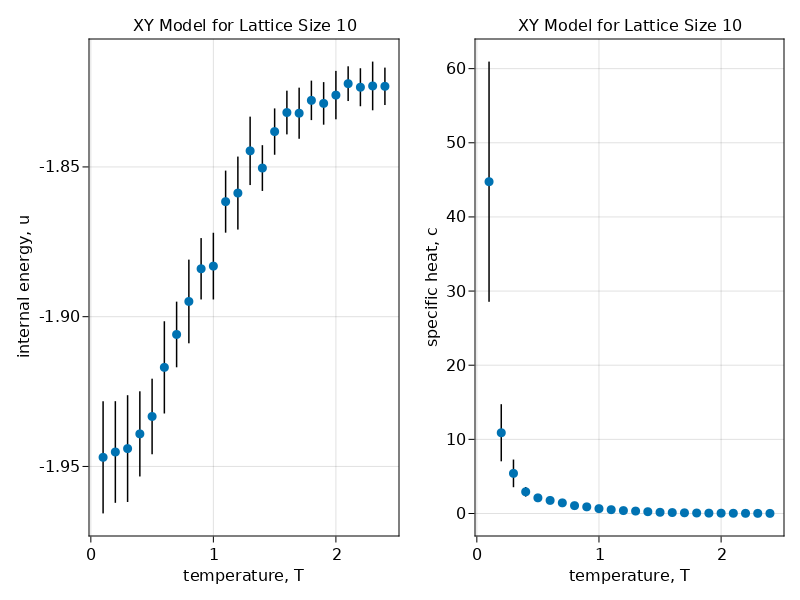 XY Model for Lattice Size 10
internal energy, u
-1.85
-1.90
-1.95
0
1
2
temperature, T
XY Model for Lattice Size 10
specific heat, c
60
50
40
30
20
10
0
0
1
2
temperature, T